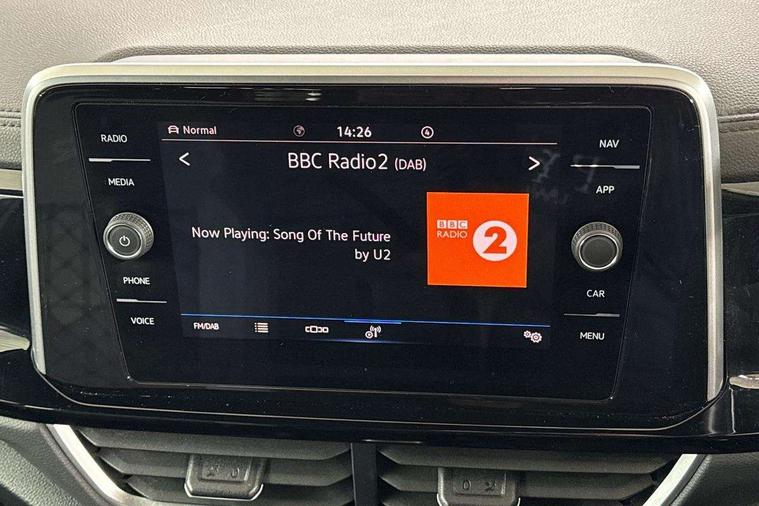 RADIO
MEDIA
PHONE
VOICE
Normal
14:26
4
BBC Radio2 (DAB)
Now Playing: Song Of The Future
by U2
BBC
RADIO
2
FM/DAB
NAV
APP
CAR
MENU